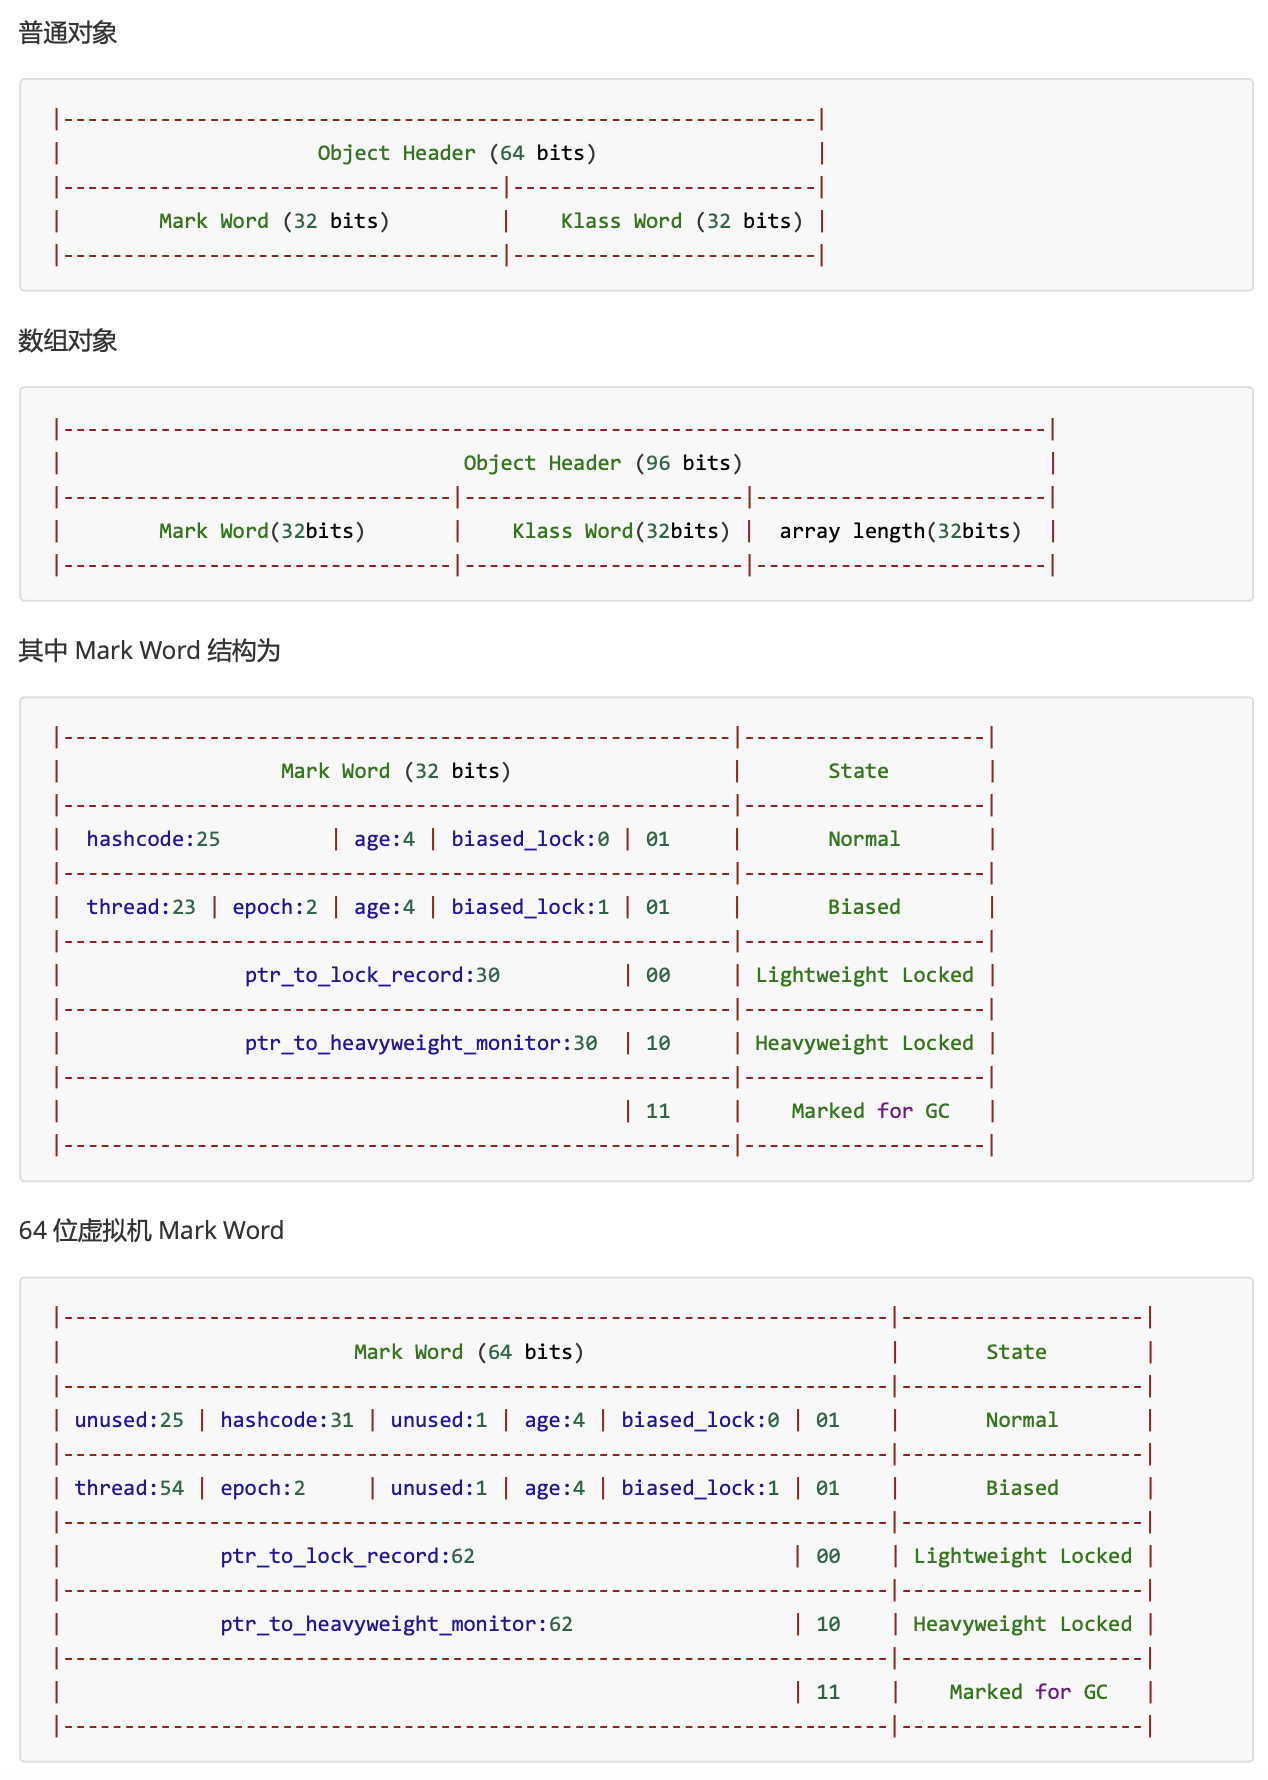 普通对象
|--------------------------------------------------------------|
|                     Object Header (64 bits)                  |
|------------------------------------|-------------------------|
|        Mark Word (32 bits)         |    Klass Word (32 bits) |
|------------------------------------|-------------------------|
数组对象
|---------------------------------------------------------------------------------|
|                                 Object Header (96 bits)                         |
|--------------------------------|-----------------------|------------------------|
|        Mark Word(32bits)       |    Klass Word(32bits) |  array length(32bits)  |
|--------------------------------|-----------------------|------------------------|
其中 Mark Word 结构为
|-------------------------------------------------------|--------------------|
|                  Mark Word (32 bits)                  |       State        |
|-------------------------------------------------------|--------------------|
|  hashcode:25         | age:4 | biased_lock:0 | 01     |       Normal       |
|-------------------------------------------------------|--------------------|
|  thread:23 | epoch:2 | age:4 | biased_lock:1 | 01     |       Biased       |
|-------------------------------------------------------|--------------------|
|               ptr_to_lock_record:30          | 00     | Lightweight Locked |
|-------------------------------------------------------|--------------------|
|               ptr_to_heavyweight_monitor:30  | 10     | Heavyweight Locked |
|-------------------------------------------------------|--------------------|
|                                              | 11     |    Marked for GC   |
|-------------------------------------------------------|--------------------|
64 位虚拟机 Mark Word
|--------------------------------------------------------------------|--------------------|
|                        Mark Word (64 bits)                         |       State        |
|--------------------------------------------------------------------|--------------------|
| unused:25 | hashcode:31 | unused:1 | age:4 | biased_lock:0 | 01    |       Normal       |
|--------------------------------------------------------------------|--------------------|
| thread:54 | epoch:2     | unused:1 | age:4 | biased_lock:1 | 01    |       Biased       |
|--------------------------------------------------------------------|--------------------|
|             ptr_to_lock_record:62                          | 00    | Lightweight Locked |
|--------------------------------------------------------------------|--------------------|
|             ptr_to_heavyweight_monitor:62                  | 10    | Heavyweight Locked |
|--------------------------------------------------------------------|--------------------|
|                                                            | 11    |    Marked for GC   |
|--------------------------------------------------------------------|--------------------|